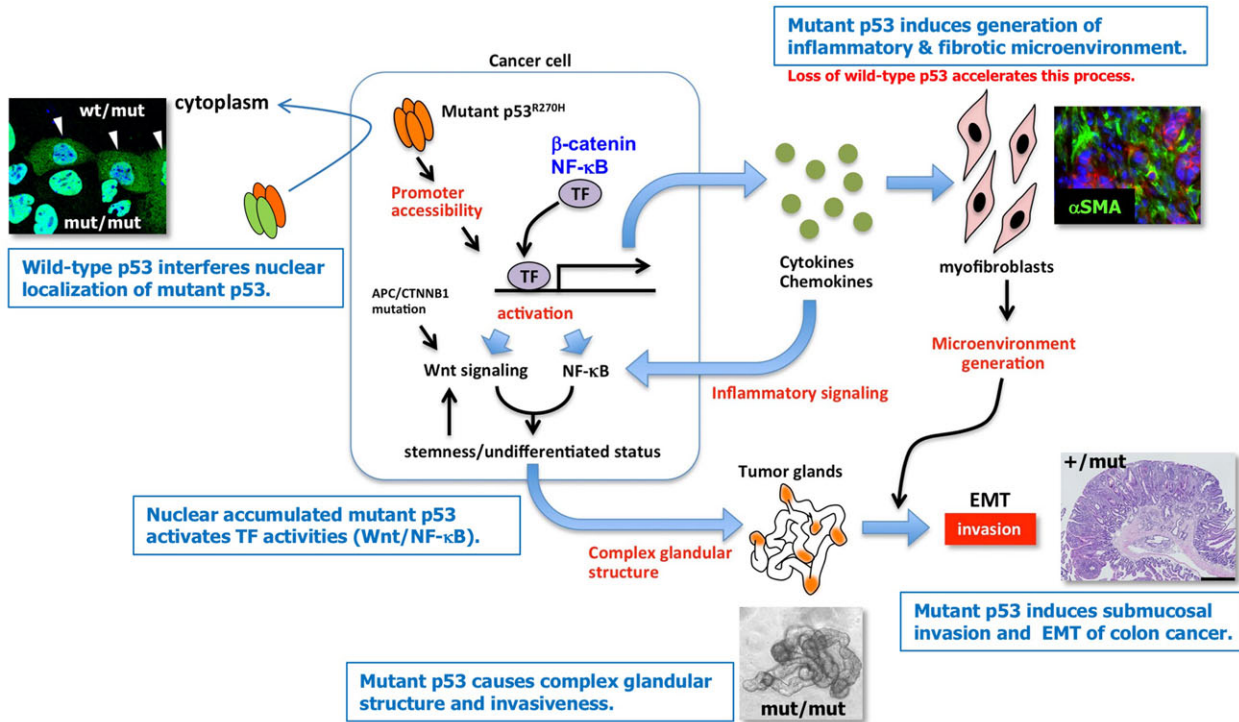 Mutant p53 induces generation of
inflammatory & fibrotic microenvironment.
Loss of wild-type p53 accelerates this process.
Cancer cell
cytoplasm
wt/mut
mut/mut
Wild-type p53 interferes nuclear
localization of mutant p53.
Mutant p53R270H
β-catenin
NF-κB
TF
Promoter
accessibility
TF
APC/CTNNB1
mutation
activation
Wnt signaling
NF-κB
stemness/undifferentiated status
Cytokines
Chemokines
Inflammatory signaling
αSMA
myofibroblasts
Microenvironment
generation
Nuclear accumulated mutant p53
activates TF activities (Wnt/NF-κB).
Complex glandular
structure
Tumor glands
EMT
invasion
+/mut
Mutant p53 induces submucosal
invasion and  EMT of colon cancer.
Mutant p53 causes complex glandular
structure and invasiveness.
mut/mut